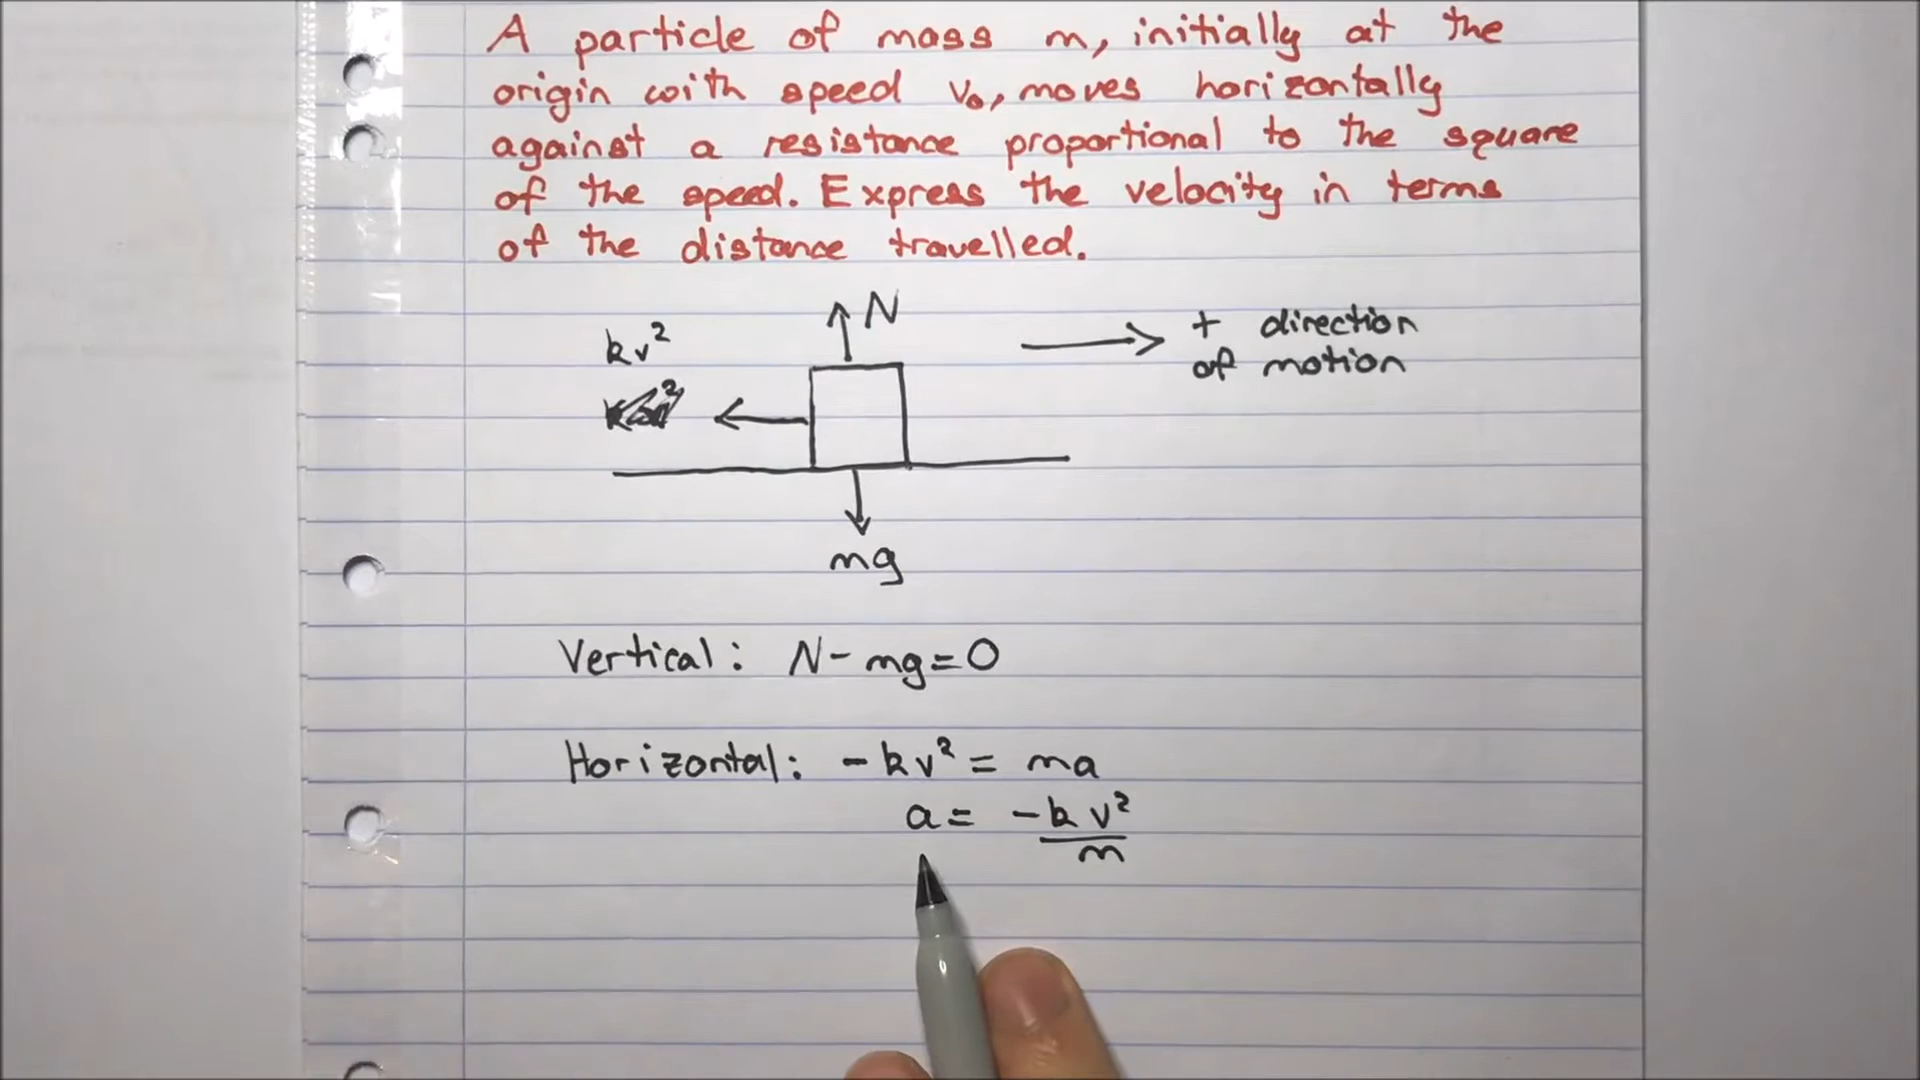 A particle of mass m, initially at the
origin with speed v₀, moves horizontally
against a resistance proportional to the square
of the speed. Express the velocity in terms
of the distance travelled.
N
kv²
+ direction
of motion
mg
Vertical: N - mg = 0
Horizontal: -kv² = ma
a = -kv²/m